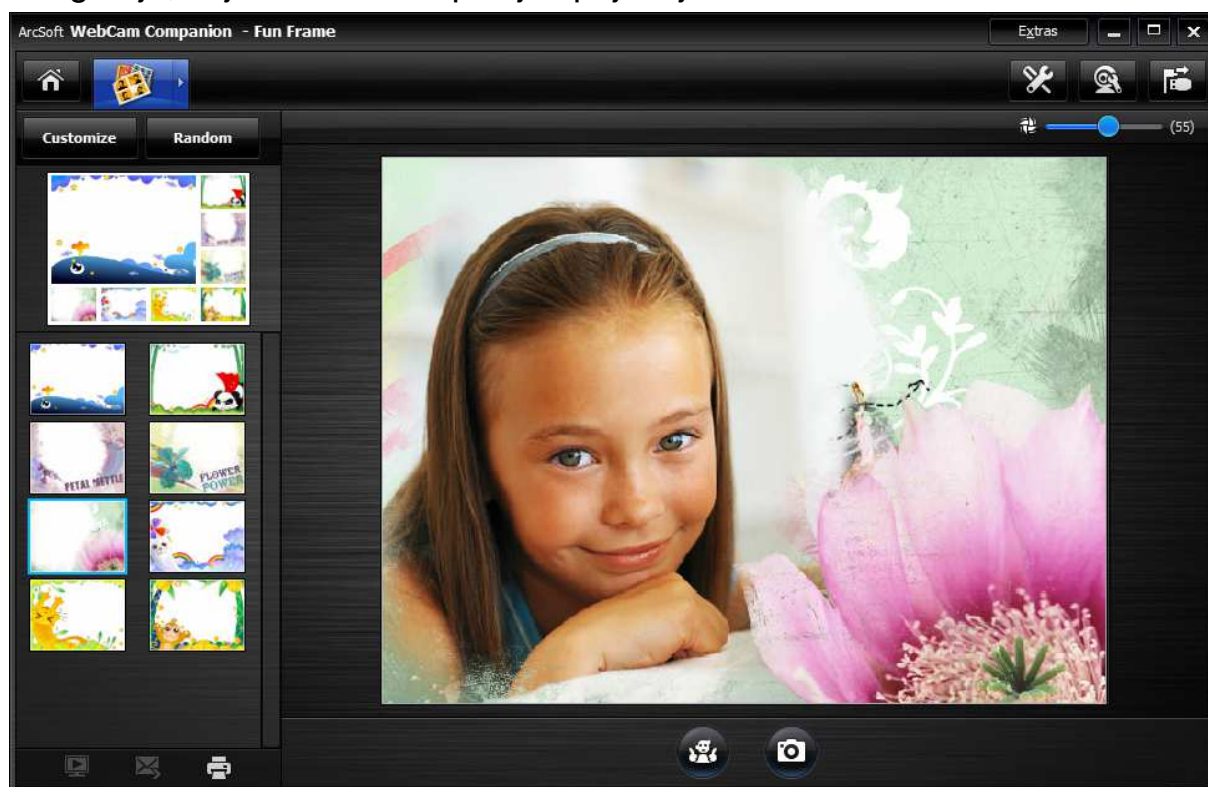 ArcSoft WebCam Companion - Fun Frame
Extras
Customize Random
(55)
PETAL METTLE
FLOWER
POWER